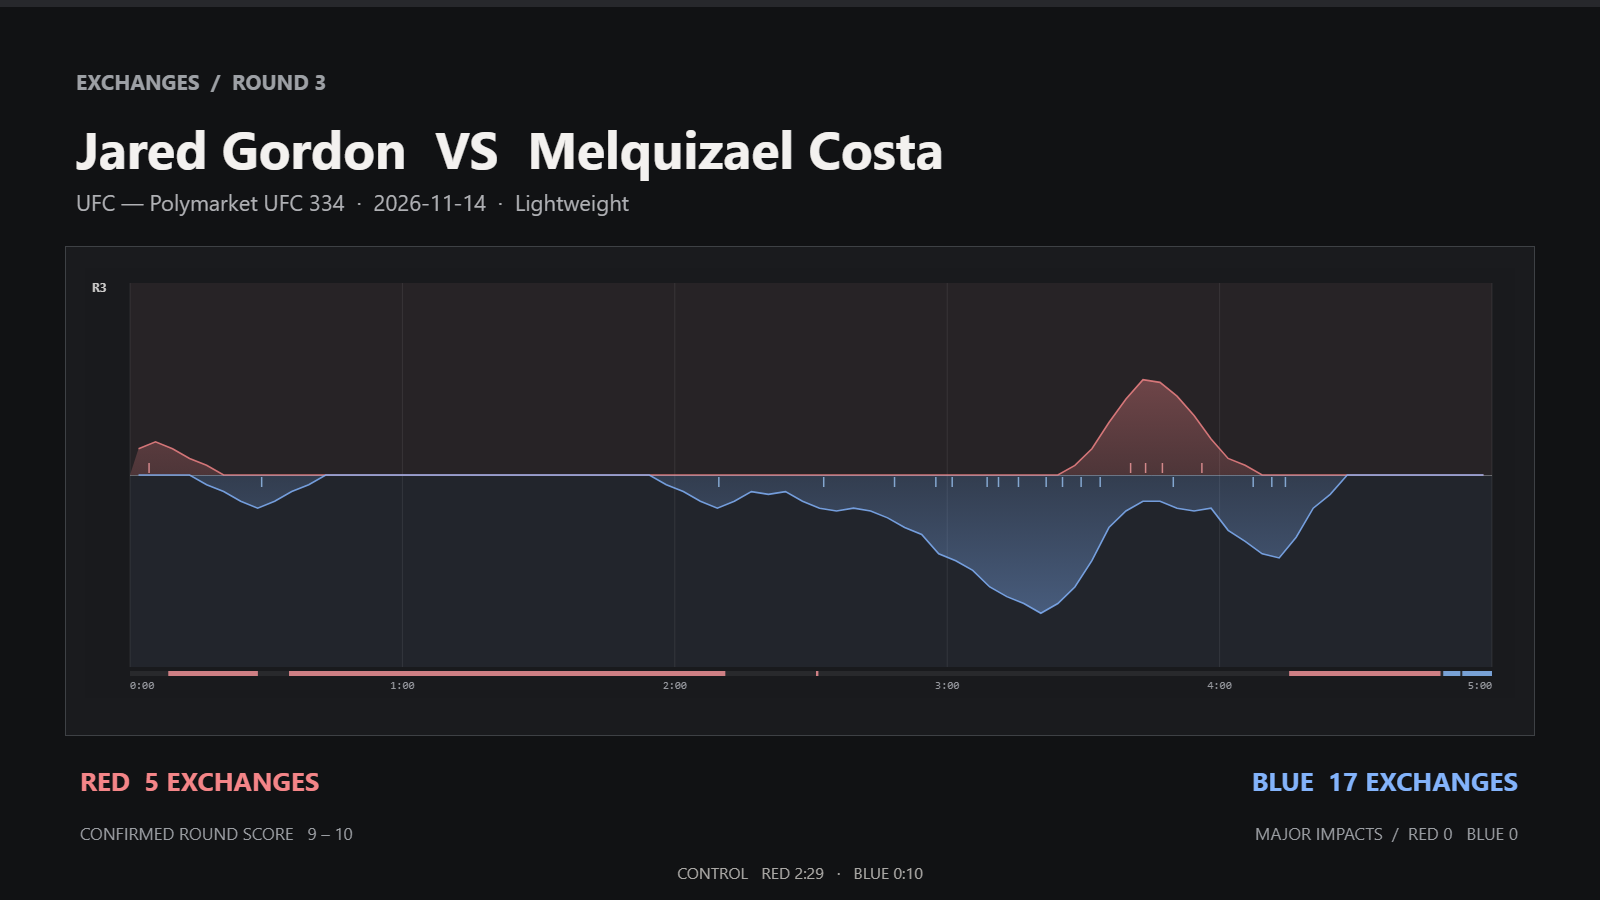 EXCHANGES / ROUND 3
Jared Gordon VS Melquizael Costa
UFC — Polymarket UFC 334 · 2026-11-14 · Lightweight
R3
0:00 1:00 2:00 3:00 4:00 5:00
RED 5 EXCHANGES BLUE 17 EXCHANGES
CONFIRMED ROUND SCORE 9 – 10 MAJOR IMPACTS / RED 0 BLUE 0
CONTROL RED 2:29 · BLUE 0:10